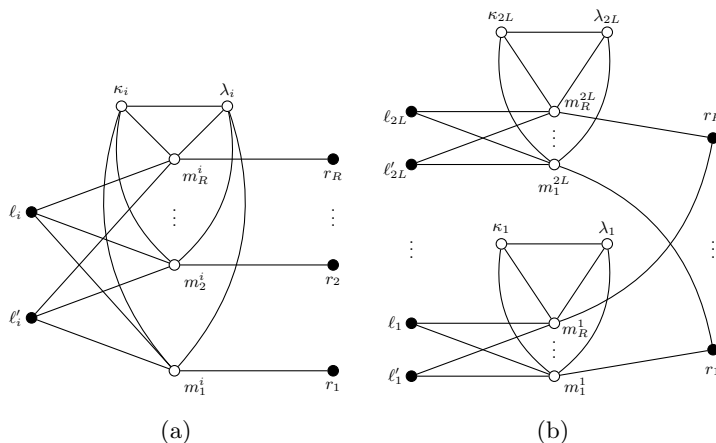 κ_i λ_i
m_R^i r_R
ℓ_i ⋮ ⋮
m_2^i r_2
ℓ'_i
m_1^i r_1
(a)
κ_{2L} λ_{2L}
ℓ_{2L} m_R^{2L}
⋮
ℓ'_{2L} m_1^{2L}
κ_1 λ_1
⋮ ⋮
ℓ_1 m_R^1
⋮
r_1
ℓ'_1 m_1^1
(b)